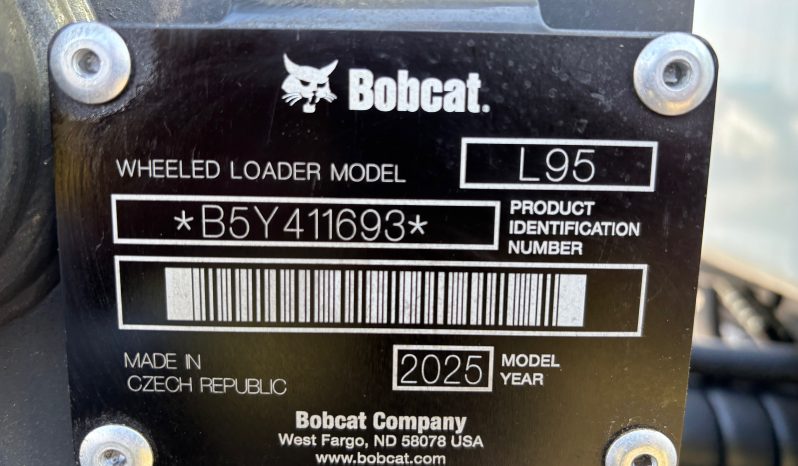 Bobcat.
WHEELED LOADER MODEL L95
*B5Y411693* PRODUCT IDENTIFICATION NUMBER
MADE IN CZECH REPUBLIC
2025 MODEL YEAR
Bobcat Company
West Fargo, ND 58078 USA
www.bobcat.com